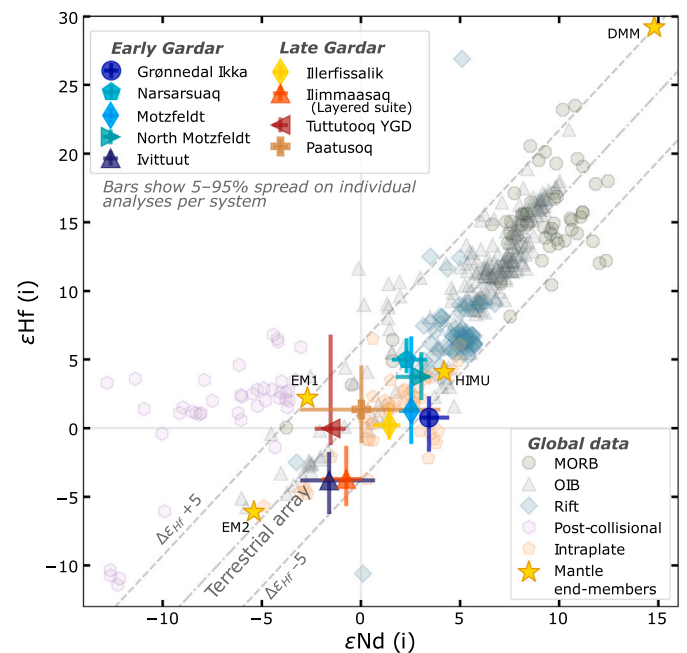 30
25
20
15
10
5
0
−5
−10
εHf (i)
−10
−5
0
5
10
15
εNd (i)
Early Gardar
Grønnedal Ikka
Narsarsuaq
Motzfeldt
North Motzfeldt
Ivittuut
Late Gardar
Illerfissalik
Ilimmaasaq
(Layered suite)
Tuttutooq YGD
Paatusoq
Bars show 5–95% spread on individual
analyses per system
DMM
EM1
HIMU
EM2
ΔεHf +5
Terrestrial array
ΔεHf −5
Global data
MORB
OIB
Rift
Post-collisional
Intraplate
Mantle
end-members